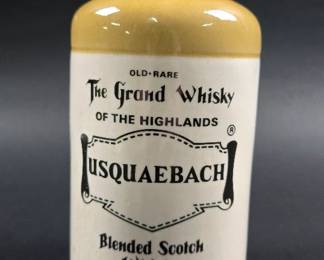 OLD • RARE
The Grand Whisky
OF THE HIGHLANDS
®
USQUAEBACH
Blended Scotch